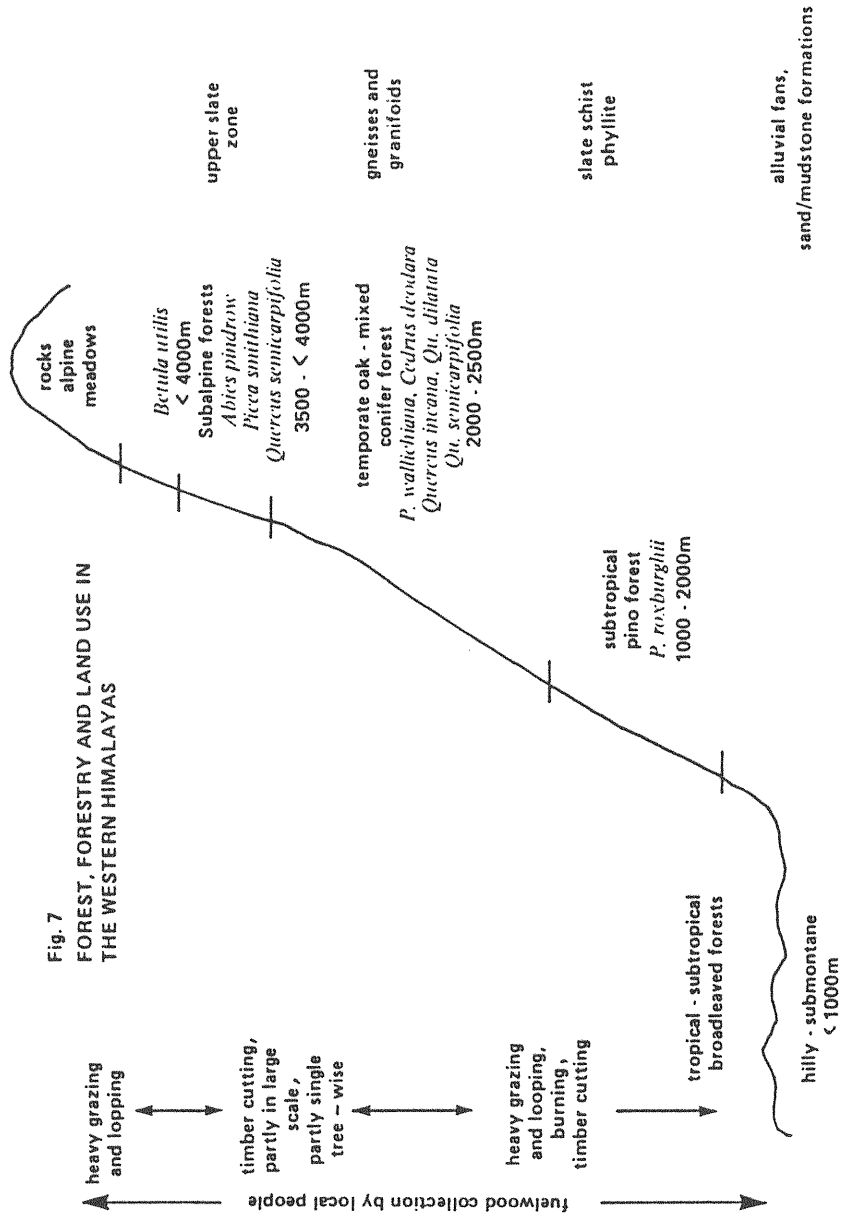 Fig. 7
FOREST, FORESTRY AND LAND USE IN
THE WESTERN HIMALAYAS
fuelwood collection by local people
heavy grazing
and lopping
timber cutting,
partly in large
scale,
partly single
tree - wise
heavy grazing
and looping,
burning,
timber cutting
rocks
alpine
meadows
Betula utilis
< 4000m
Subalpine forests
Abies pindrow
Picea smithiana
Quercus semicarpifolia
3500 - < 4000m
temporate oak - mixed
conifer forest
P. wallichiana, Cedrus deodara
Quercus incana, Qu. dilatata
Qu. semicarpifolia
2000 - 2500m
subtropical
pino forest
P. roxburghii
1000 - 2000m
tropical - subtropical
broadleaved forests
hilly - submontane
< 1000m
upper slate
zone
gneisses and
granifoids
slate schist
phyllite
alluvial fans,
sand/mudstone formations